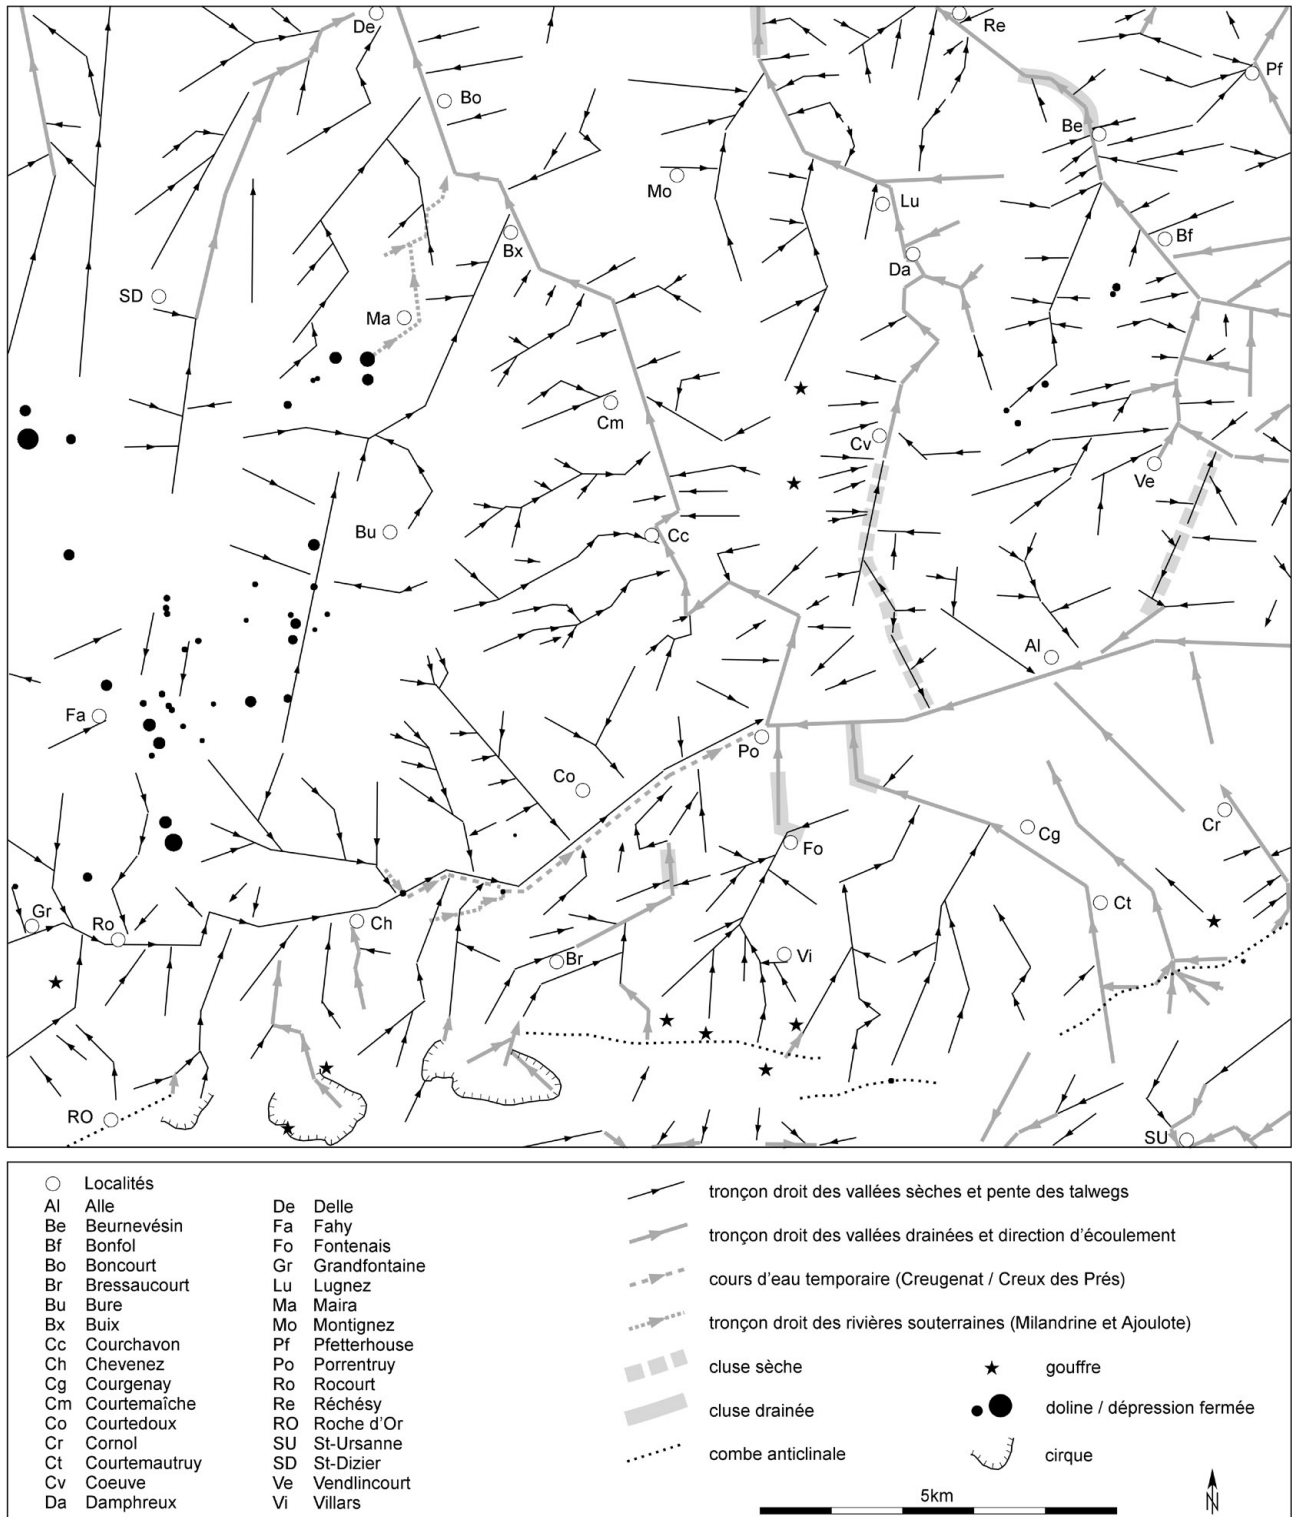 De
Re
Pf
Bo
Be
Mo
Lu
Bx
Bf
Da
SD
Ma
Cm
Cv
Ve
Bu
Cc
Al
Fa
Po
Co
Cr
Cg
Fo
Ct
Gr
Ro
Ch
Br
Vi
RO
SU
Localités
Al Alle
Be Beurnevésin
Bf Bonfol
Bo Boncourt
Br Bressaucourt
Bu Bure
Bx Buix
Cc Courchavon
Ch Chevenez
Cg Courgenay
Cm Courtemaîche
Co Courtedoux
Cr Cornol
Ct Courtemautruy
Cv Coeuve
Da Damphreux
De Delle
Fa Fahy
Fo Fontenais
Gr Grandfontaine
Lu Lugnez
Ma Maira
Mo Montignez
Pf Pfetterhouse
Po Porrentruy
Ro Rocourt
Re Réchésy
RO Roche d'Or
SU St-Ursanne
SD St-Dizier
Ve Vendlincourt
Vi Villars
tronçon droit des vallées sèches et pente des talwegs
tronçon droit des vallées drainées et direction d'écoulement
cours d'eau temporaire (Creugenat / Creux des Prés)
tronçon droit des rivières souterraines (Milandrine et Ajoulote)
cluse sèche
cluse drainée
combe anticlinale
gouffre
doline / dépression fermée
cirque
5km
N